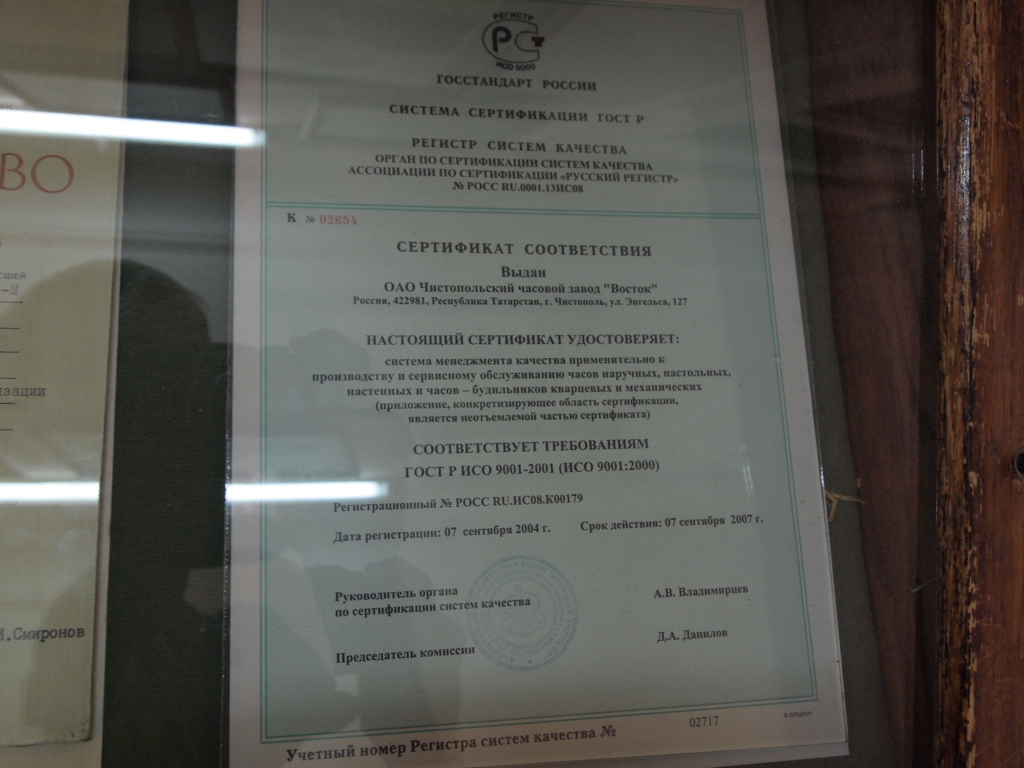 РЕГИСТР
РСТ
ИСО 9000
ГОССТАНДАРТ РОССИИ
СИСТЕМА СЕРТИФИКАЦИИ ГОСТ Р
РЕГИСТР СИСТЕМ КАЧЕСТВА
ОРГАН ПО СЕРТИФИКАЦИИ СИСТЕМ КАЧЕСТВА
АССОЦИАЦИИ ПО СЕРТИФИКАЦИИ «РУССКИЙ РЕГИСТР»
№ РОСС RU.0001.13ИС08
К № 02654
СЕРТИФИКАТ СООТВЕТСТВИЯ
Выдан
ОАО Чистопольский часовой завод "Восток"
Россия, 422981, Республика Татарстан, г. Чистополь, ул. Энгельса, 127
НАСТОЯЩИЙ СЕРТИФИКАТ УДОСТОВЕРЯЕТ:
система менеджмента качества применительно к
производству и сервисному обслуживанию часов наручных, настольных,
настенных и часов – будильников кварцевых и механических
(приложение, конкретизирующее область сертификации,
является неотъемлемой частью сертификата)
СООТВЕТСТВУЕТ ТРЕБОВАНИЯМ
ГОСТ Р ИСО 9001-2001 (ИСО 9001:2000)
Регистрационный № РОСС RU.ИС08.К00179
Дата регистрации: 07 сентября 2004 г. Срок действия: 07 сентября 2007 г.
Руководитель органа
по сертификации систем качества
А.В. Владимирцев
Председатель комиссии
Д.А. Данилов
Учетный номер Регистра систем качества № 02717
ВО
зации
И.Смиронов